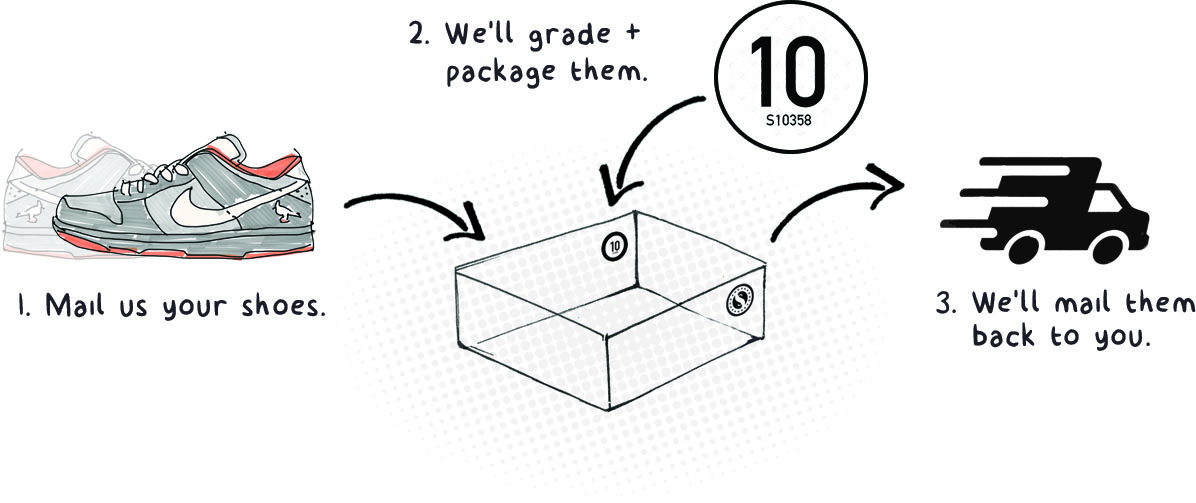 1. Mail us your shoes.
2. We'll grade +
package them.
10
S10358
10
3. We'll mail them
back to you.